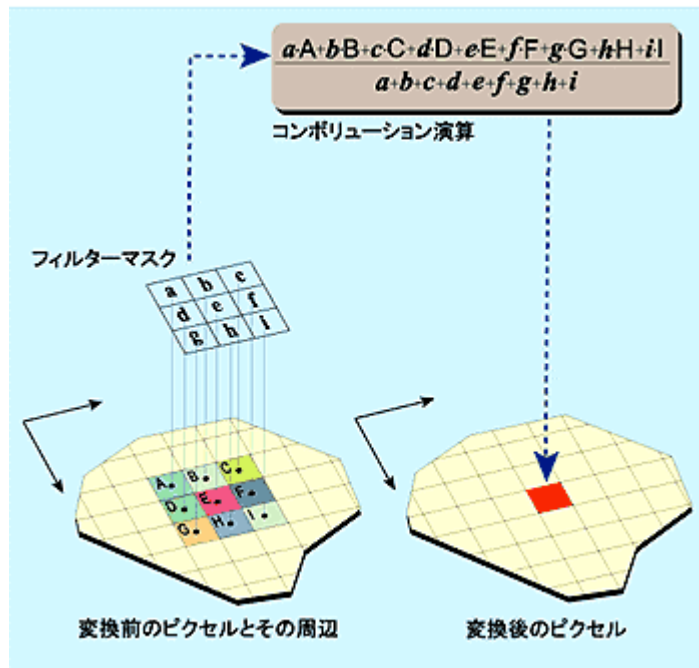 a·A+b·B+c·C+d·D+e·E+f·F+g·G+h·H+i·I
a+b+c+d+e+f+g+h+i
コンボリューション演算
フィルターマスク
a b c
d e f
g h i
A B C
D E F
G H I
変換前のピクセルとその周辺
変換後のピクセル